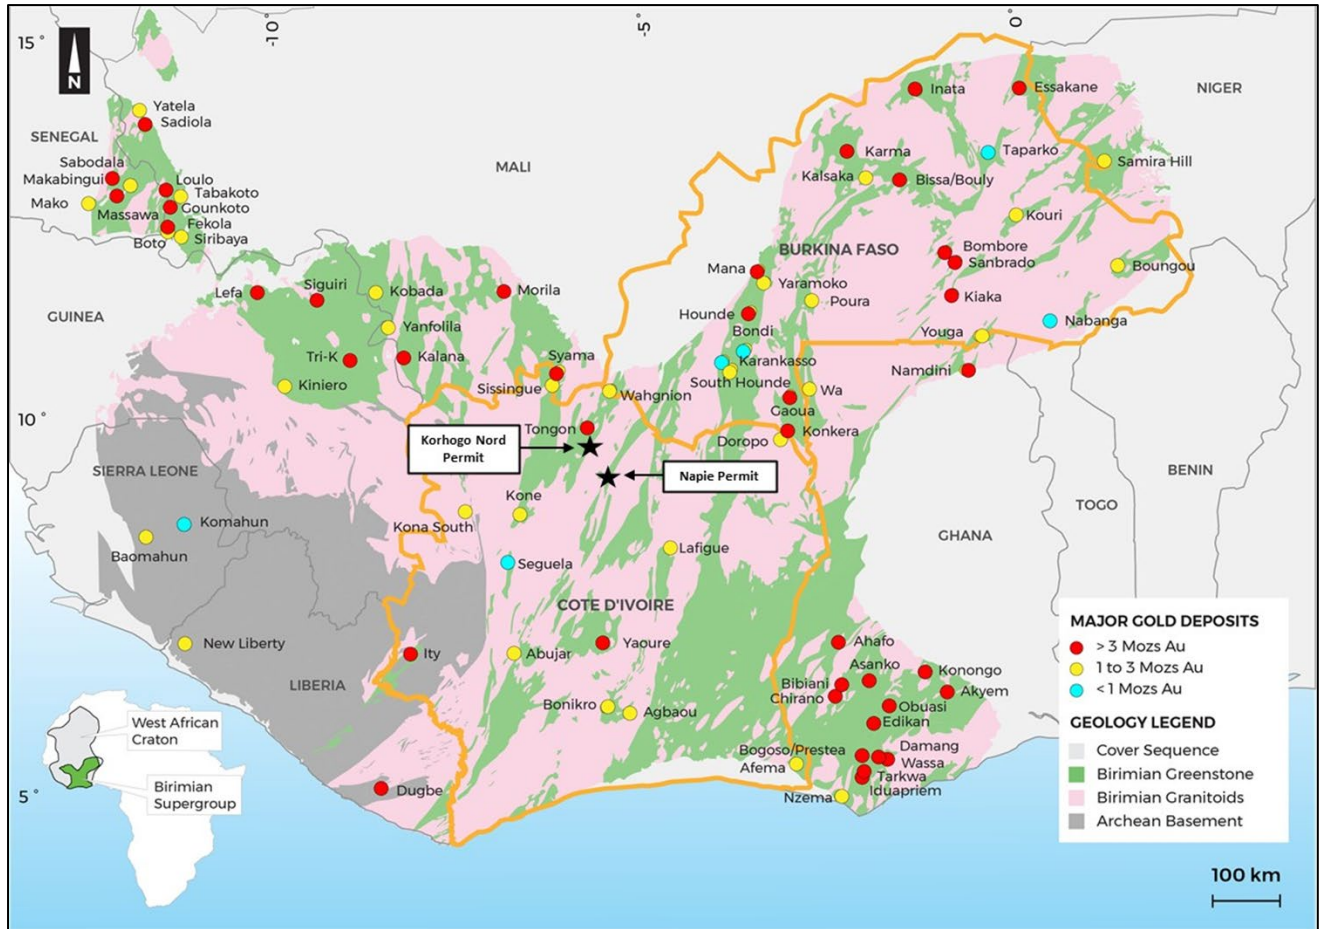 15°
-10
-5
0
N
Yatela
Sadiola
SENEGAL
Sabodala
Makabingui
Loulo
Tabakoto
Mako
Massawa
Gounkoto
Fekola
Boto
Siribaya
MALI
NIGER
Inata
Essakane
Karma
Taparko
Samira Hill
Kalsaka
Bissa/Bouly
Kouri
BURKINA FASO
Bombore
Sanbrado
Boungou
Mana
Yaramoko
Kiaka
Poura
Hounde
Bondi
Nabanga
Youga
Karankasso
South Hounde
Namdini
Wa
Gaoua
Konkera
Doropo
Lefa
Siguiri
Kobada
Morila
GUINEA
Yanfolila
Tri-K
Kalana
Syama
Kiniero
Sissingue
Wahgnion
10°
Tongon
Korhogo Nord
Permit
Napie Permit
SIERRA LEONE
BENIN
Kone
Kona South
TOGO
Komahun
Baomahun
GHANA
Lafigue
Seguela
COTE D'IVOIRE
New Liberty
Ity
Abujar
Yaoure
LIBERIA
Bonikro
Agbaou
Ahafo
Asanko
Konongo
Bibiani
Chirano
Akyem
Obuasi
Edikan
Bogoso/Prestea
Damang
Afema
Wassa
Tarkwa
Iduapriem
Nzema
Dugbe
5°
West African
Craton
Birimian
Supergroup
MAJOR GOLD DEPOSITS
> 3 Mozs Au
1 to 3 Mozs Au
< 1 Mozs Au
GEOLOGY LEGEND
Cover Sequence
Birimian Greenstone
Birimian Granitoids
Archean Basement
100 km